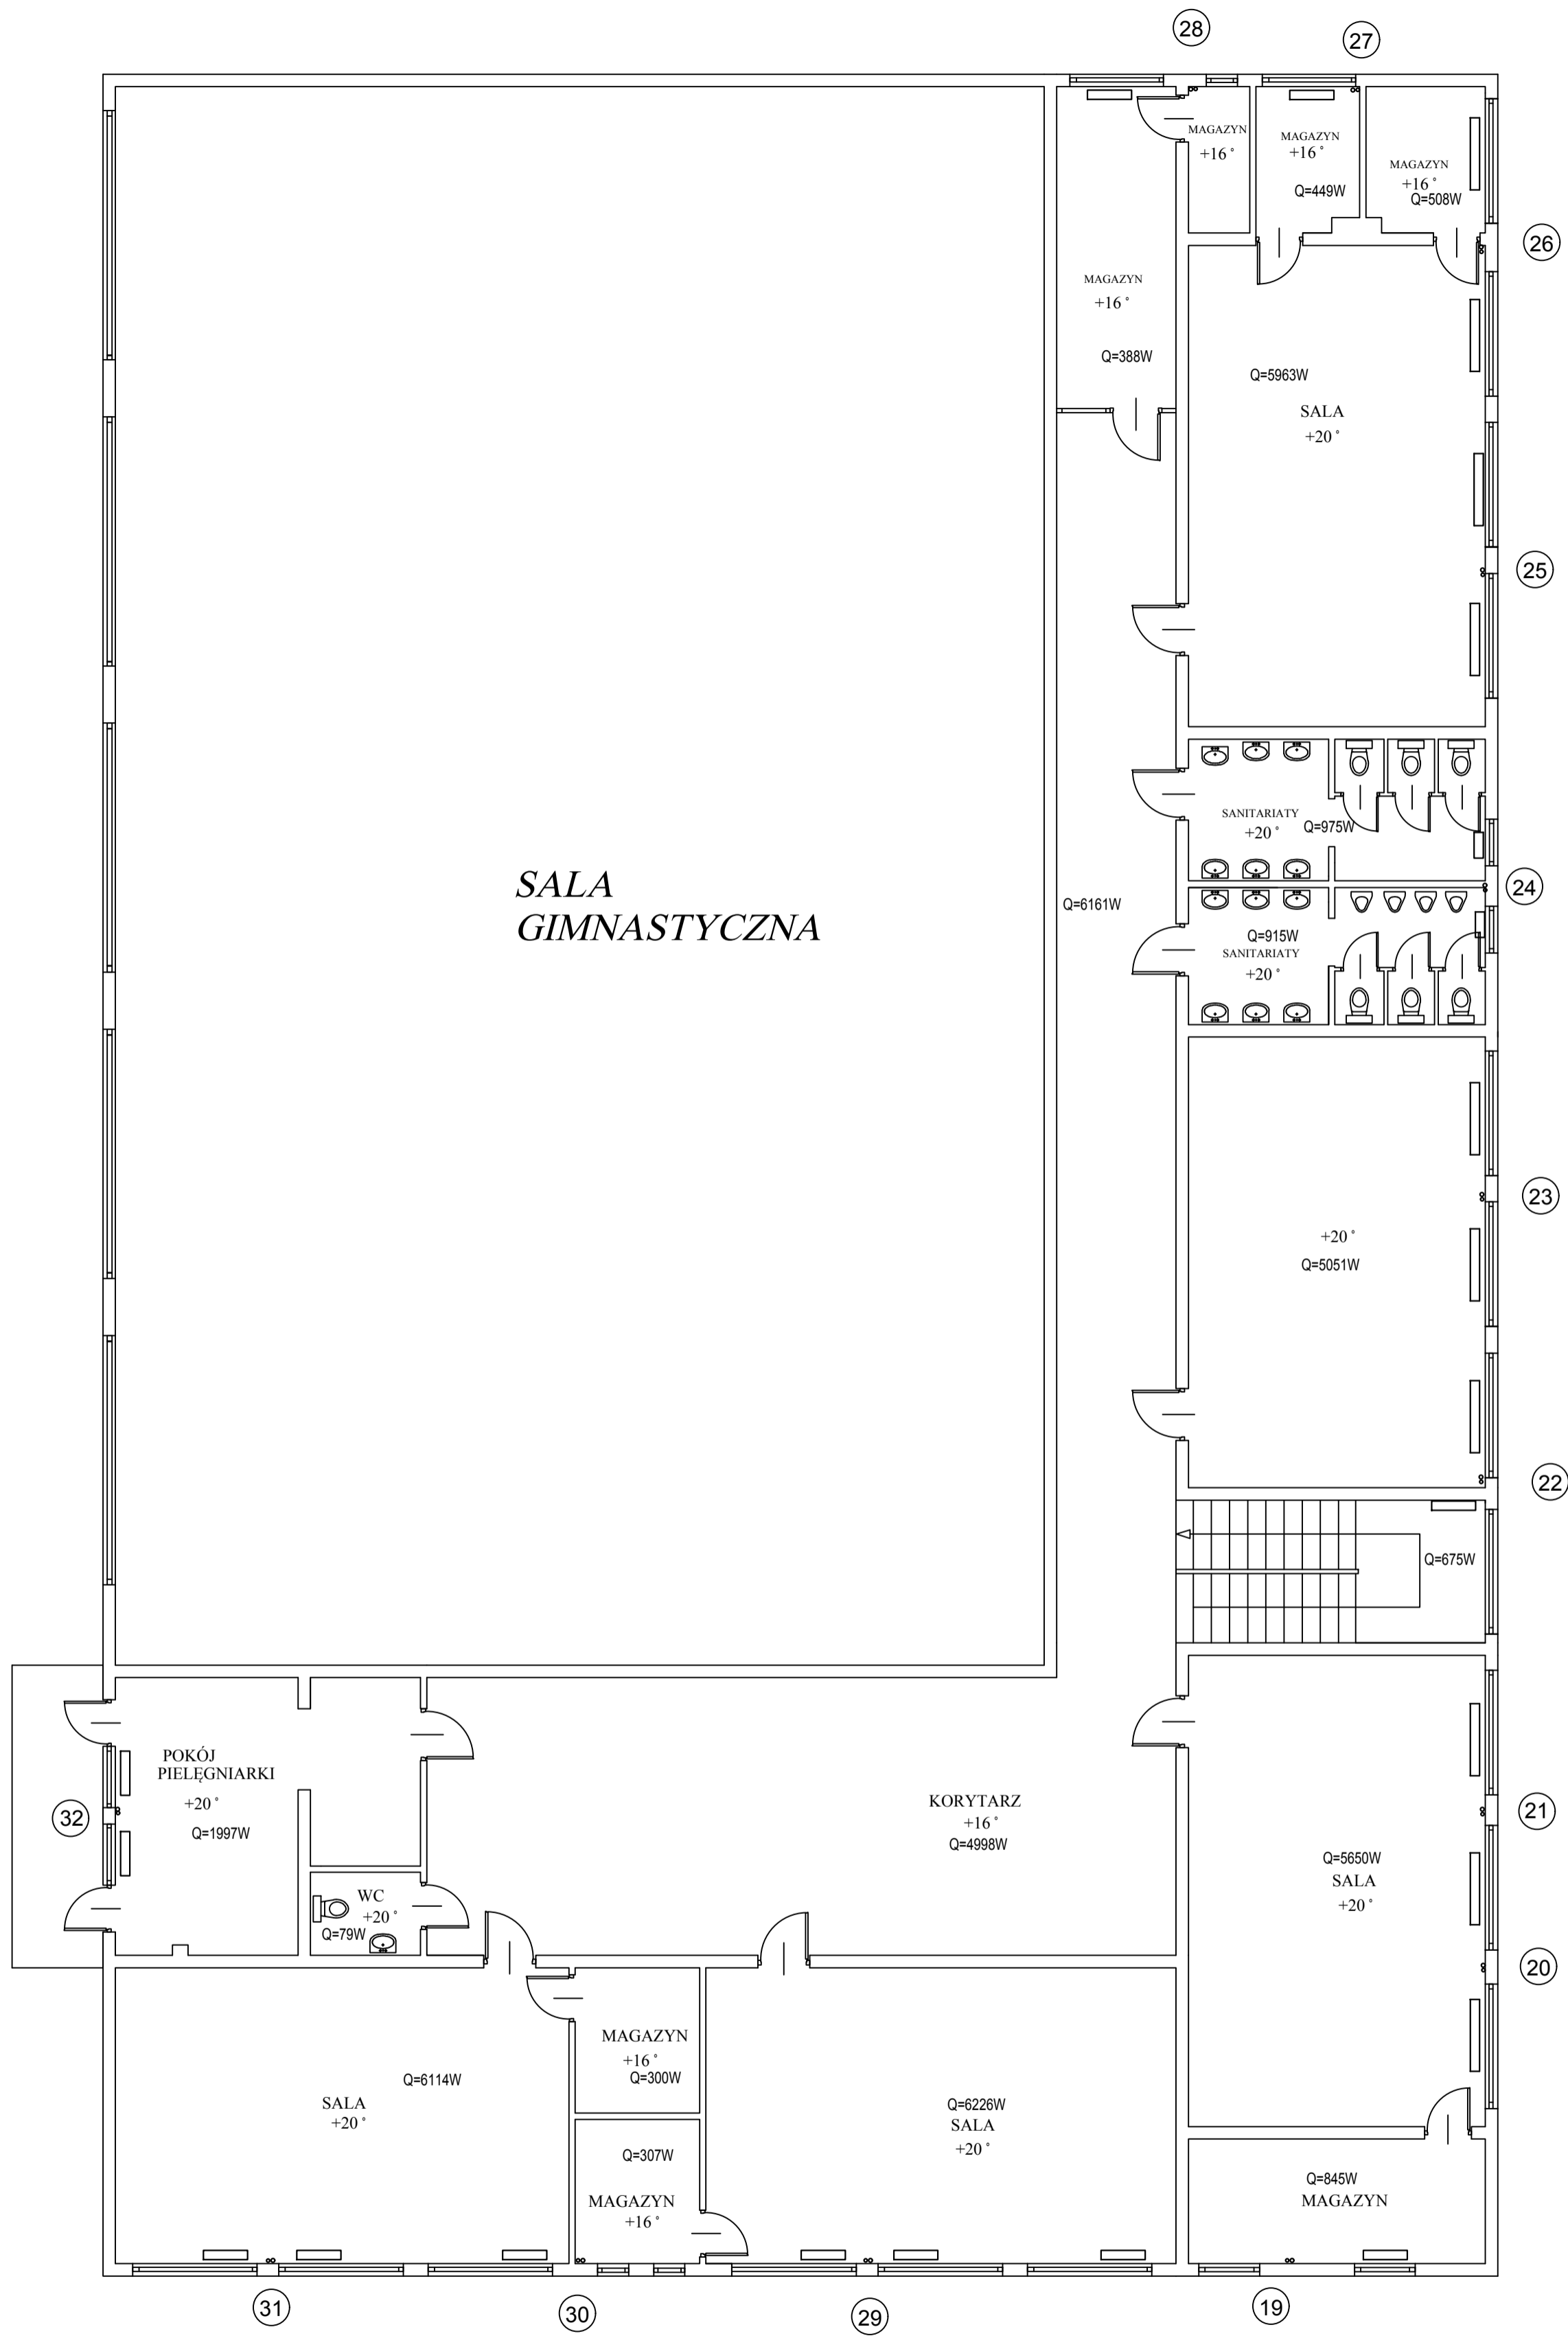 28
27
MAGAZYN
+16°
MAGAZYN
+16°
Q=449W
MAGAZYN
+16°
Q=508W
26
MAGAZYN
+16°
Q=388W
Q=5963W
SALA
+20°
25
SANITARIATY
+20°
Q=975W
SALA
GIMNASTYCZNA
Q=6161W
24
Q=915W
SANITARIATY
+20°
23
+20°
Q=5051W
22
Q=675W
POKÓJ
PIELĘGNIARKI
+20°
Q=1997W
32
KORYTARZ
+16°
Q=4998W
21
Q=5650W
SALA
+20°
WC
+20°
Q=79W
20
MAGAZYN
+16°
Q=300W
Q=6114W
SALA
+20°
Q=6226W
SALA
+20°
Q=307W
MAGAZYN
+16°
Q=845W
MAGAZYN
31
30
29
19